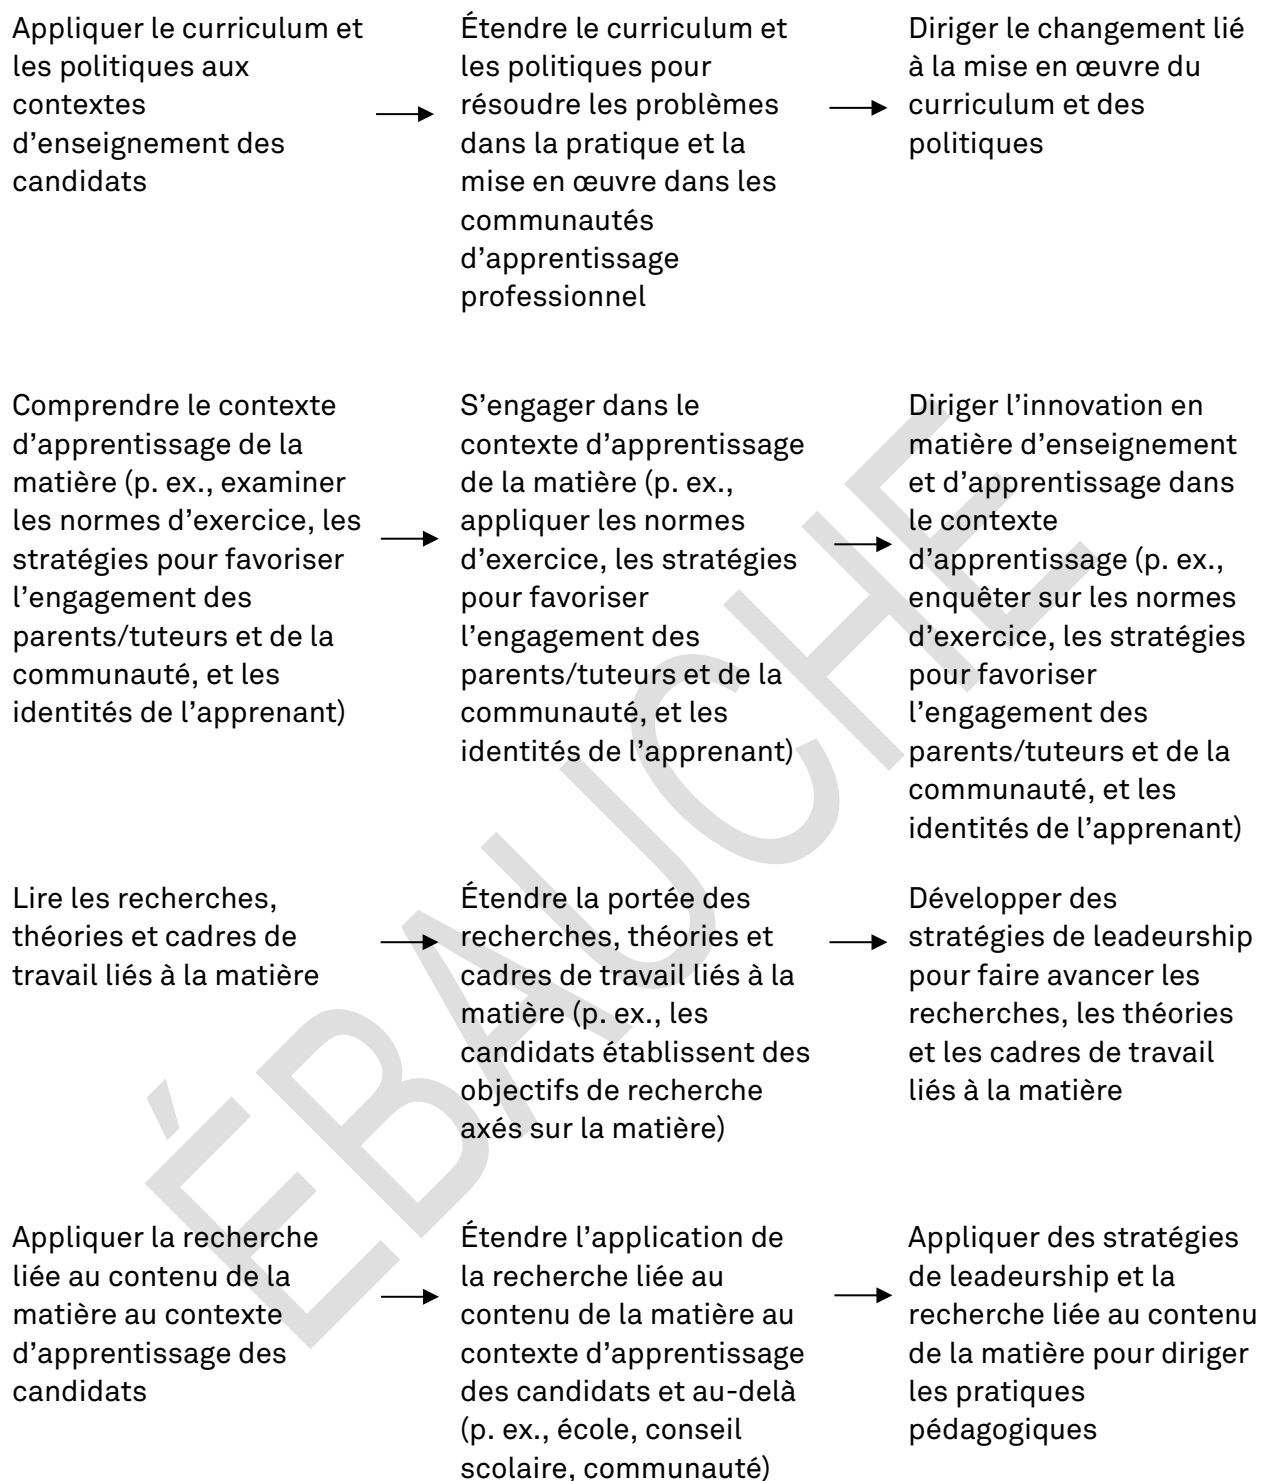 Appliquer le curriculum et
les politiques aux
contextes
d’enseignement des
candidats
Étendre le curriculum et
les politiques pour
résoudre les problèmes
dans la pratique et la
mise en œuvre dans les
communautés
d’apprentissage
professionnel
Diriger le changement lié
à la mise en œuvre du
curriculum et des
politiques
Comprendre le contexte
d’apprentissage de la
matière (p. ex., examiner
les normes d’exercice, les
stratégies pour favoriser
l’engagement des
parents/tuteurs et de la
communauté, et les
identités de l’apprenant)
S’engager dans le
contexte d’apprentissage
de la matière (p. ex.,
appliquer les normes
d’exercice, les stratégies
pour favoriser
l’engagement des
parents/tuteurs et de la
communauté, et les
identités de l’apprenant)
Diriger l’innovation en
matière d’enseignement
et d’apprentissage dans
le contexte
d’apprentissage (p. ex.,
enquêter sur les normes
d’exercice, les stratégies
pour favoriser
l’engagement des
parents/tuteurs et de la
communauté, et les
identités de l’apprenant)
Lire les recherches,
théories et cadres de
travail liés à la matière
Étendre la portée des
recherches, théories et
cadres de travail liés à la
matière (p. ex., les
candidats établissent des
objectifs de recherche
axés sur la matière)
Développer des
stratégies de leadeurship
pour faire avancer les
recherches, les théories
et les cadres de travail
liés à la matière
Appliquer la recherche
liée au contenu de la
matière au contexte
d’apprentissage des
candidats
Étendre l’application de
la recherche liée au
contenu de la matière au
contexte d’apprentissage
des candidats et au-delà
(p. ex., école, conseil
scolaire, communauté)
Appliquer des stratégies
de leadeurship et la
recherche liée au contenu
de la matière pour diriger
les pratiques
pédagogiques
ÉBAUCHE